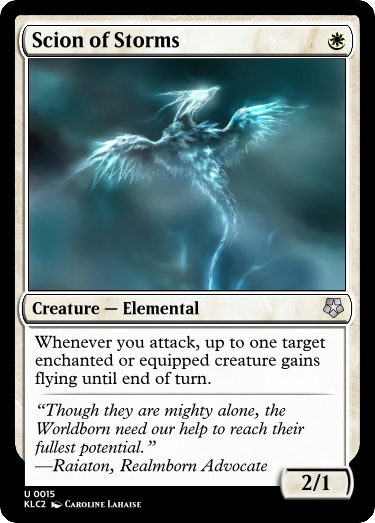 Scion of Storms
Creature — Elemental
Whenever you attack, up to one target
enchanted or equipped creature gains
flying until end of turn.
“Though they are mighty alone, the
Worldborn need our help to reach their
fullest potential.”
—Raiaton, Realmborn Advocate
2/1
U 0015
KLC2 Caroline Lahaise